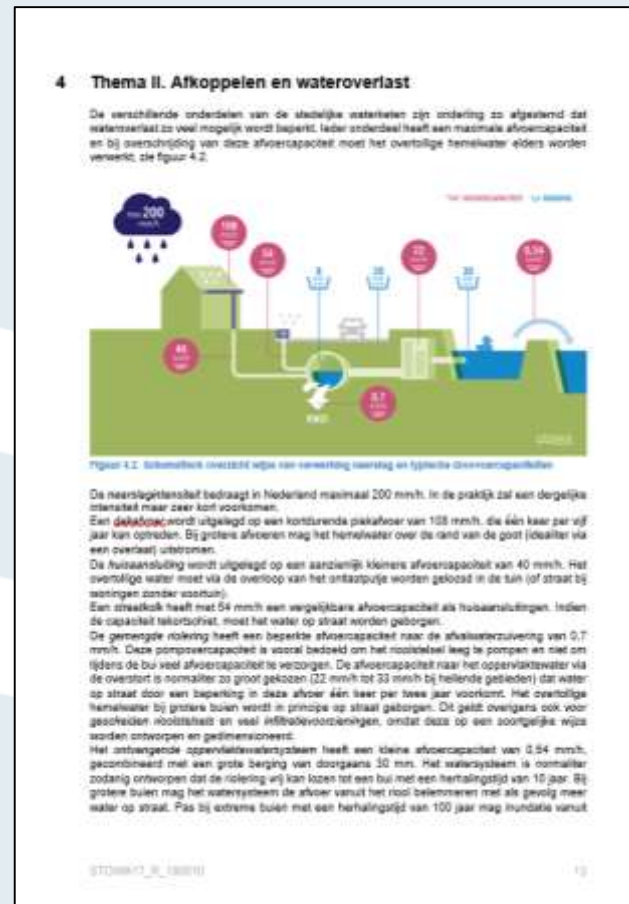 4 Thema II. Afkoppelen en wateroverlast
De verschillende onderdelen van de stedelijke waterketen zijn onderling zo afgestemd dat
wateroverlast zo veel mogelijk wordt beperkt. Ieder onderdeel heeft een maximale afvoercapaciteit
en bij overschrijding van deze afvoercapaciteit moet het overtollige hemelwater elders worden
verwerkt, zie figuur 4.2.
200
108
54
8
20
22
30
0,54
40
0,7
RWZI
Figuur 4.2. Schematisch overzicht wijze van verwerking neerslag en typische doorvoercapaciteiten
De neerslagintensiteit bedraagt in Nederland maximaal 200 mm/h. In de praktijk zal een dergelijke
intensiteit maar zeer kort voorkomen.
Een dakafvoer wordt uitgelegd op een kortdurende piekafvoer van 108 mm/h, die één keer per vijf
jaar kan optreden. Bij grotere afvoeren mag het hemelwater over de rand van de goot (idealiter via
een overlaat) uitstromen.
De huisaansluiting wordt uitgelegd op een aanzienlijk kleinere afvoercapaciteit van 40 mm/h. Het
overtollige water moet via de overloop van het ontlastputje worden geloosd in de tuin (of straat bij
woningen zonder voortuin).
Een straatkolk heeft met 54 mm/h een vergelijkbare afvoercapaciteit als huisaansluitingen. Indien
de capaciteit tekortschiet, moet het water op straat worden geborgen.
De gemengde riolering heeft een beperkte afvoercapaciteit naar de afvalwaterzuivering van 0,7
mm/h. Deze pompovercapaciteit is vooral bedoeld om het rioolstelsel leeg te pompen en niet om
tijdens de bui veel afvoercapaciteit te verzorgen. De afvoercapaciteit naar het oppervlaktewater via
de overstort is normaliter zo groot gekozen (22 mm/h tot 33 mm/h bij hellende gebieden) dat water
op straat door een beperking in deze afvoer één keer per twee jaar voorkomt. Het overtollige
hemelwater bij grotere buien wordt in principe op straat geborgen. Dit geldt overigens ook voor
gescheiden rioolstelsels en veel infiltratievoorzieningen, omdat deze op een soortgelijke wijze
worden ontworpen en gedimensioneerd.
Het ontvangende oppervlaktewatersysteem heeft een kleine afvoercapaciteit van 0,54 mm/h,
gecombineerd met een grote berging van doorgaans 30 mm. Het watersysteem is normaliter
zodanig ontworpen dat de riolering vrij kan lozen tot een bui met een herhalingstijd van 10 jaar. Bij
grotere buien mag het watersysteem de afvoer vanuit het riool belemmeren met als gevolg meer
water op straat. Pas bij extreme buien met een herhalingstijd van 100 jaar mag inundatie vanuit